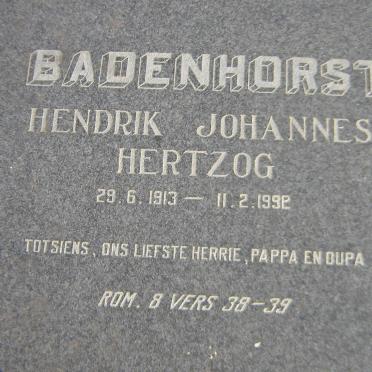 BADENHORST
HENDRIK JOHANNES
HERTZOG
29.6.1913 — 11.2.1992
TOTSIENS, ONS LIEFSTE HERRIE, PAPPA EN OUPA
ROM. 8 VERS 38-39